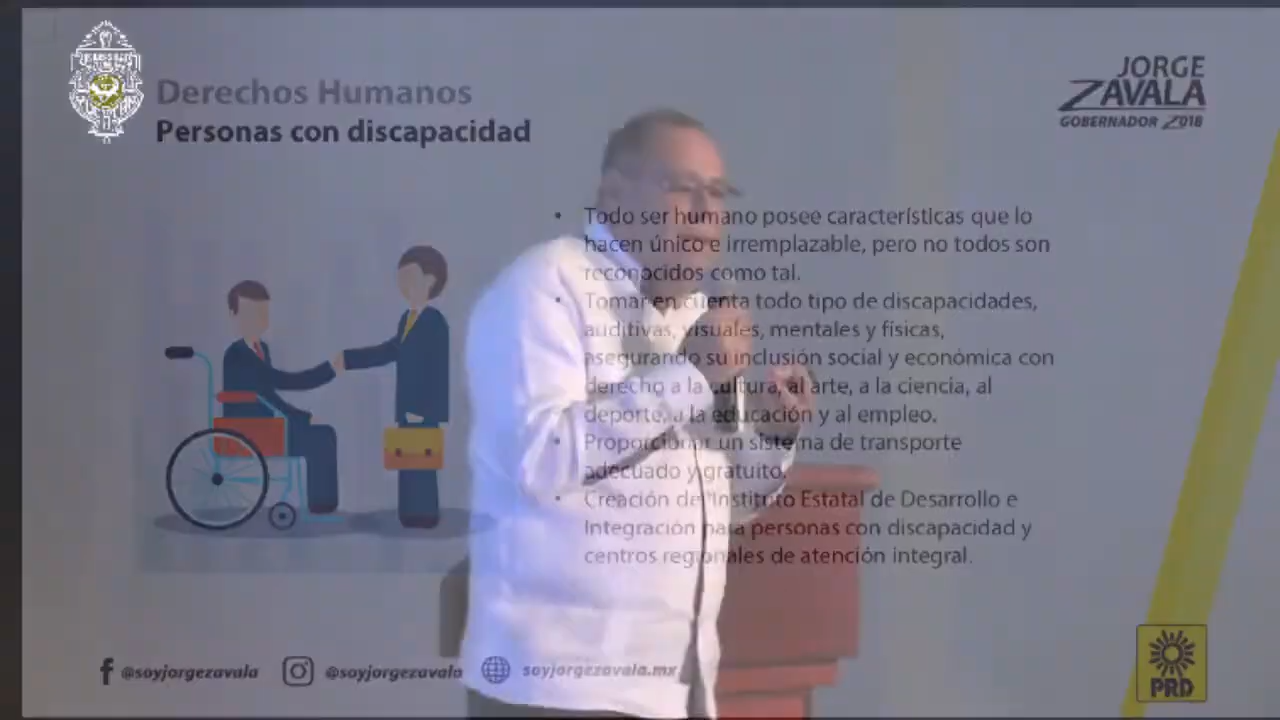 Derechos Humanos
Personas con discapacidad
JORGE
ZAVALA
GOBERNADOR 2018
• Todo ser humano posee características que lo
hacen único e irremplazable, pero no todos son
reconocidos como tal.
• Tomar en cuenta todo tipo de discapacidades,
auditivas, visuales, mentales y físicas,
asegurando su inclusión social y económica con
derecho a la cultura, al arte, a la ciencia, al
deporte, a la educación y al empleo.
• Proporcionar un sistema de transporte
adecuado y gratuito.
• Creación del Instituto Estatal de Desarrollo e
Integración para personas con discapacidad y
centros regionales de atención integral.
@soyjorgezavala
@soyjorgezavala
soyjorgezavala.mx
PRD